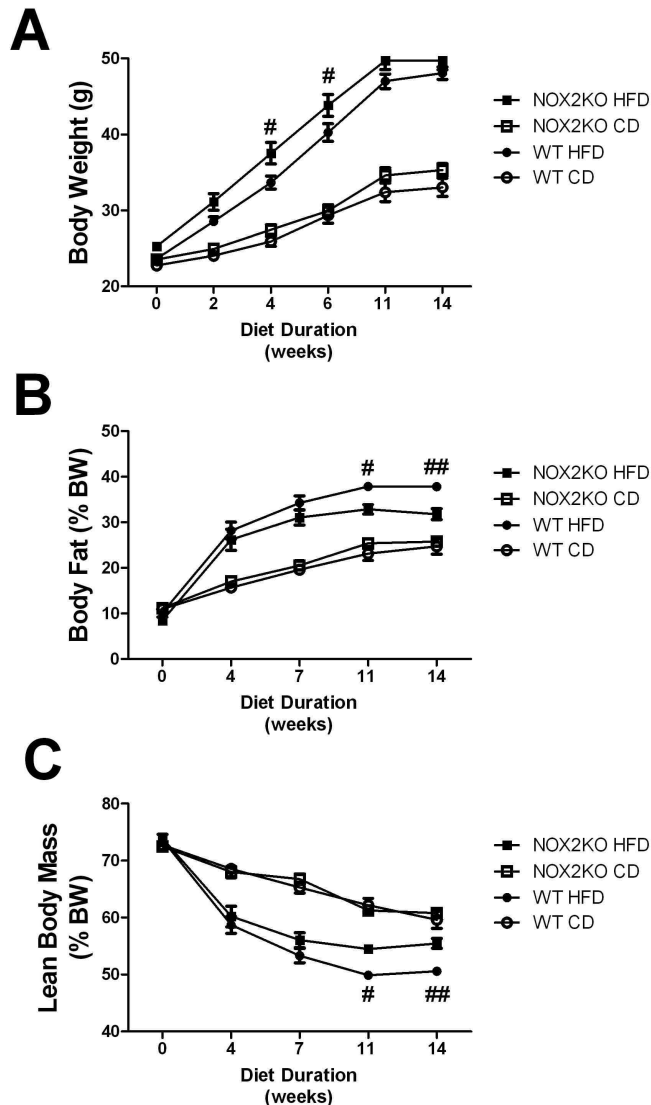 A
Body Weight (g)
50
40
30
20
# #
0 2 4 6 11 14
Diet Duration
(weeks)
NOX2KO HFD
NOX2KO CD
WT HFD
WT CD
B
Body Fat (% BW)
50
40
30
20
10
0
# ##
0 4 7 11 14
Diet Duration
(weeks)
NOX2KO HFD
NOX2KO CD
WT HFD
WT CD
C
Lean Body Mass
(% BW)
80
70
60
50
40
# ##
0 4 7 11 14
Diet Duration
(weeks)
NOX2KO HFD
NOX2KO CD
WT HFD
WT CD